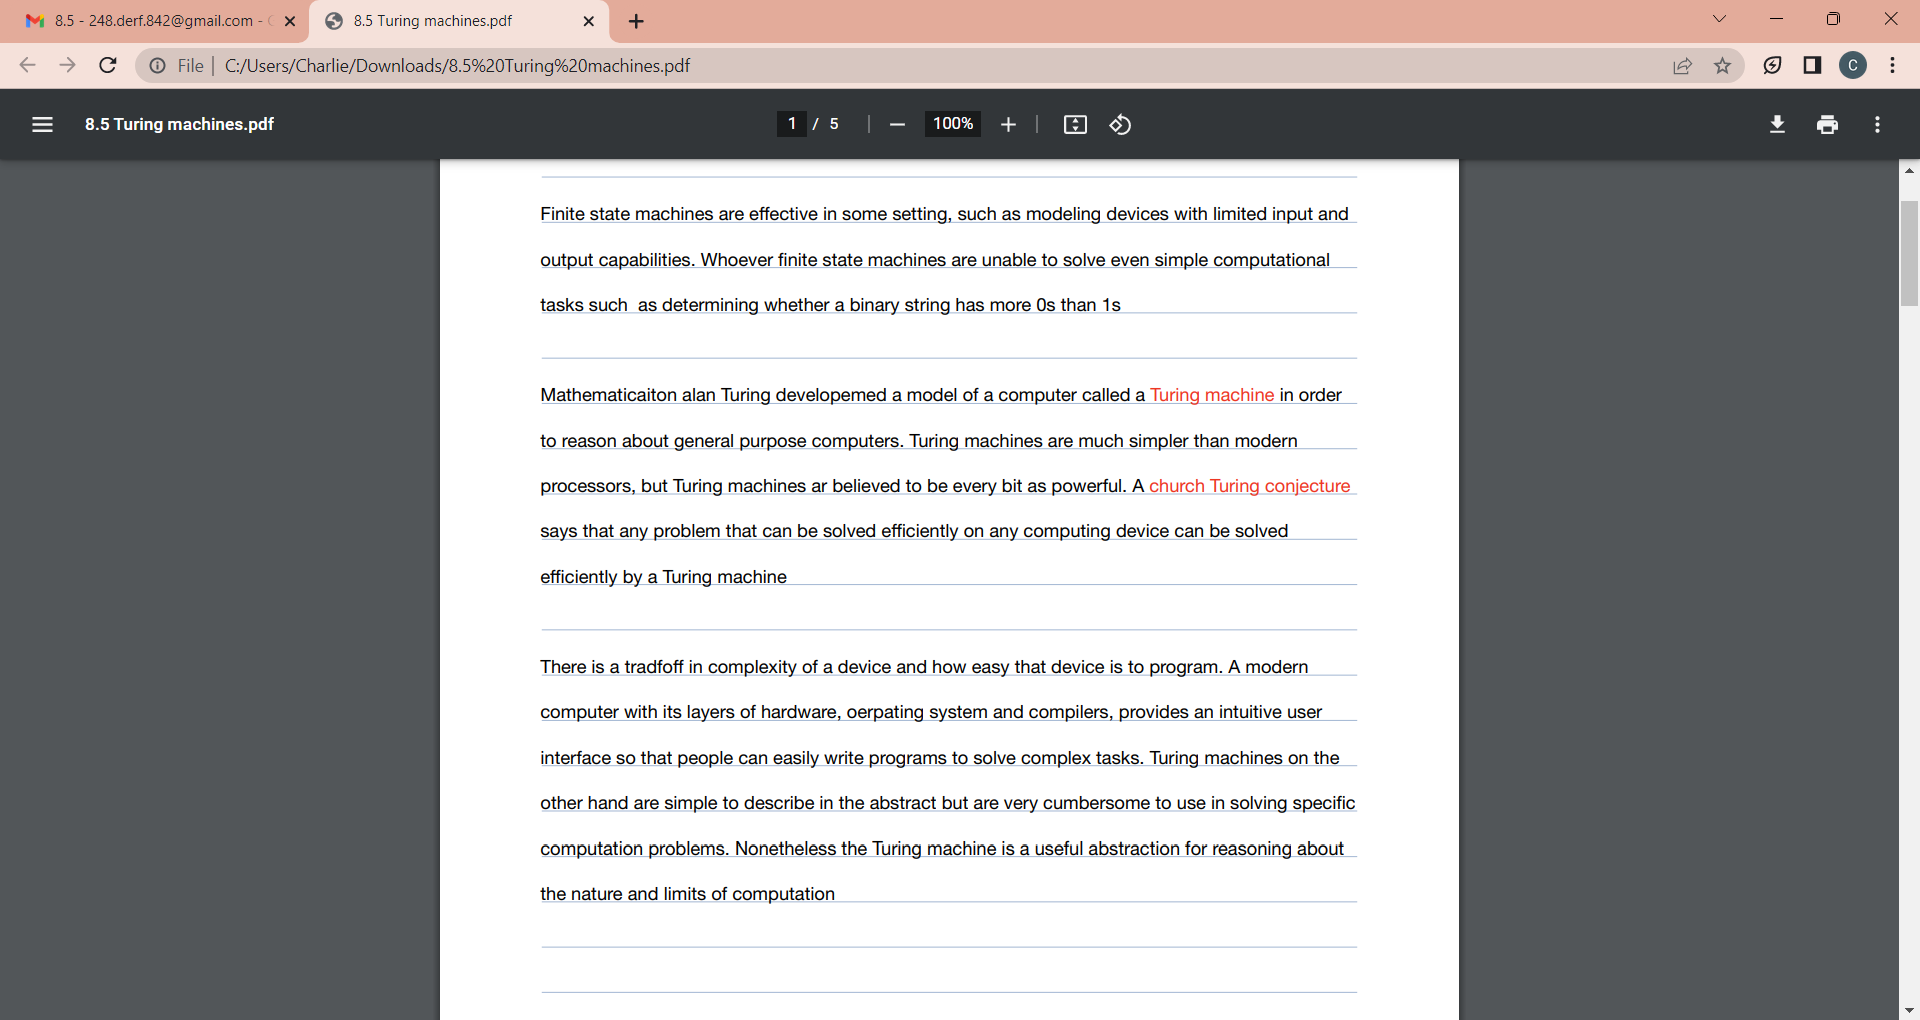 8.5 - 248.derf.842@gmail.com -
8.5 Turing machines.pdf
File
C:/Users/Charlie/Downloads/8.5%20Turing%20machines.pdf
C
8.5 Turing machines.pdf
1 / 5
100%
Finite state machines are effective in some setting, such as modeling devices with limited input and
output capabilities. Whoever finite state machines are unable to solve even simple computational
tasks such  as determining whether a binary string has more 0s than 1s
Mathematicaiton alan Turing developemed a model of a computer called a Turing machine in order
to reason about general purpose computers. Turing machines are much simpler than modern
processors, but Turing machines ar believed to be every bit as powerful. A church Turing conjecture
says that any problem that can be solved efficiently on any computing device can be solved
efficiently by a Turing machine
There is a tradfoff in complexity of a device and how easy that device is to program. A modern
computer with its layers of hardware, oerpating system and compilers, provides an intuitive user
interface so that people can easily write programs to solve complex tasks. Turing machines on the
other hand are simple to describe in the abstract but are very cumbersome to use in solving specific
computation problems. Nonetheless the Turing machine is a useful abstraction for reasoning about
the nature and limits of computation